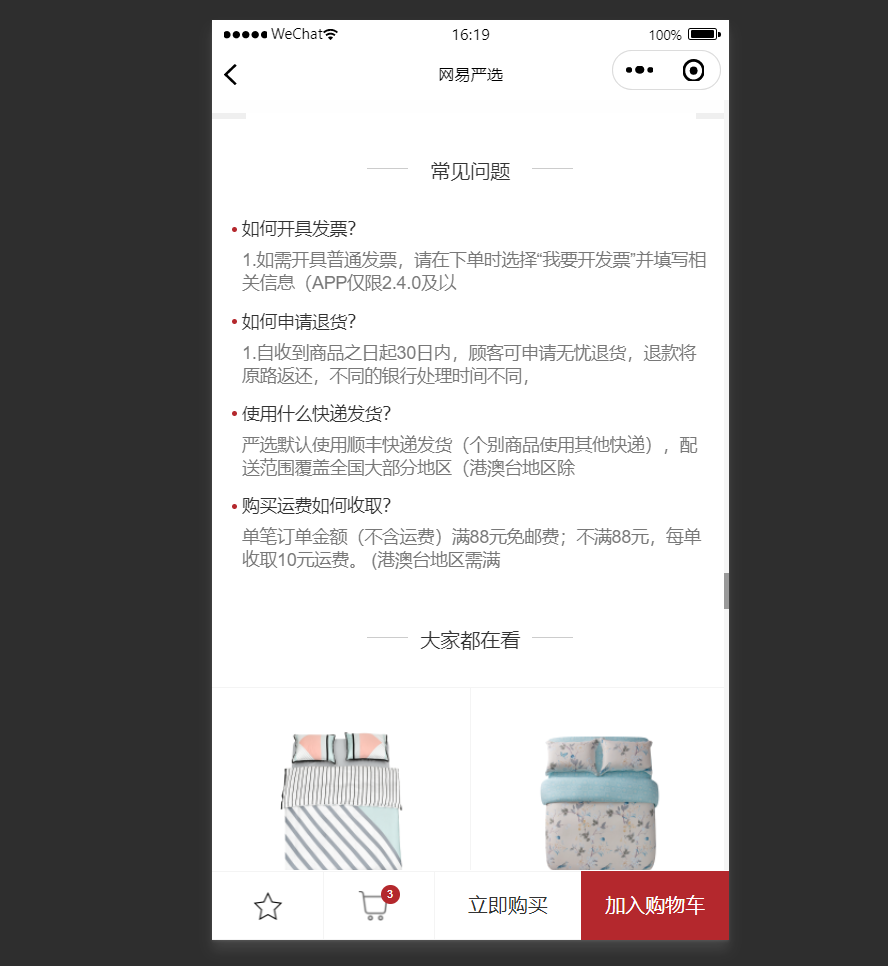 WeChat 16:19 100%
网易严选
常见问题
如何开具发票？
1.如需开具普通发票，请在下单时选择“我要开发票”并填写相
关信息（APP仅限2.4.0及以
如何申请退货？
1.自收到商品之日起30日内，顾客可申请无忧退货，退款将
原路返还，不同的银行处理时间不同，
使用什么快递发货？
严选默认使用顺丰快递发货（个别商品使用其他快递），配
送范围覆盖全国大部分地区（港澳台地区除
购买运费如何收取？
单笔订单金额（不含运费）满88元免邮费；不满88元，每单
收取10元运费。 (港澳台地区需满
大家都在看
3
立即购买 加入购物车